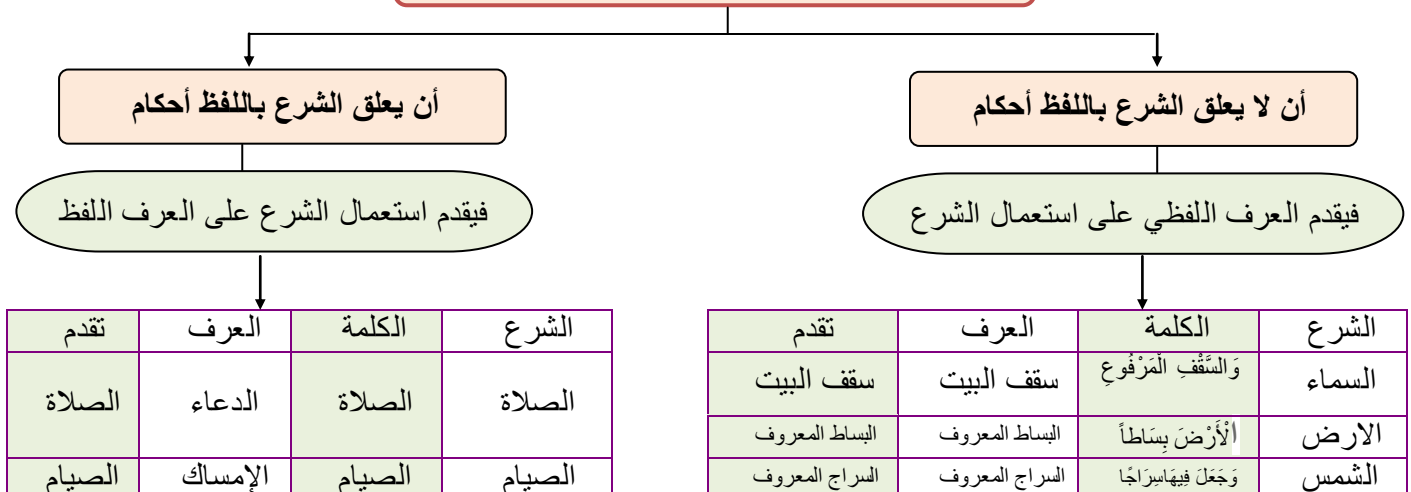 أن لا يعلق الشرع باللفظ أحكام
فيقدم العرف اللفظي على استعمال الشرع
الشرع الكلمة العرف تقدم
السماء وَالسَّقْفِ الْمَرْفُوعِ سقف البيت سقف البيت
الارض الْأَرْضَ بِسَاطاً البساط المعروف البساط المعروف
الشمس وَجَعَلَ فِيهَاسِرَاجًا السراج المعروف السراج المعروف
أن يعلق الشرع باللفظ أحكام
فيقدم استعمال الشرع على العرف اللفظ
الشرع الكلمة العرف تقدم
الصلاة الصلاة الدعاء الصلاة
الصيام الصيام الإمساك الصيام